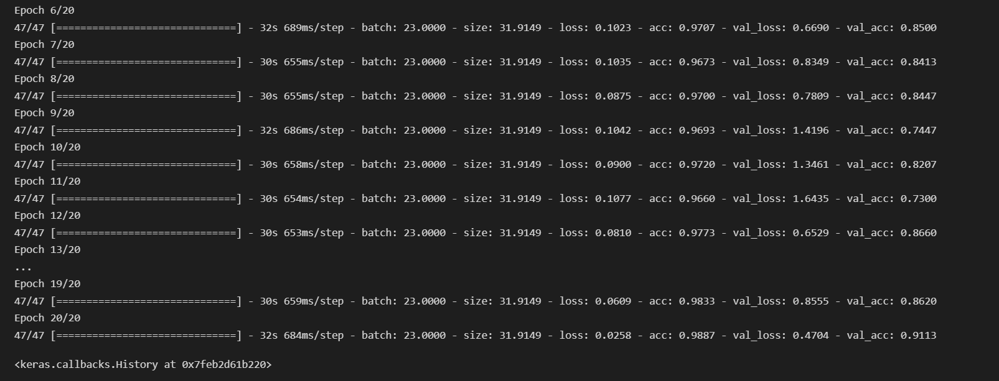 Epoch 6/20
47/47 [==============================] - 32s 689ms/step - batch: 23.0000 - size: 31.9149 - loss: 0.1023 - acc: 0.9707 - val_loss: 0.6690 - val_acc: 0.8500
Epoch 7/20
47/47 [==============================] - 30s 655ms/step - batch: 23.0000 - size: 31.9149 - loss: 0.1035 - acc: 0.9673 - val_loss: 0.8349 - val_acc: 0.8413
Epoch 8/20
47/47 [==============================] - 30s 655ms/step - batch: 23.0000 - size: 31.9149 - loss: 0.0875 - acc: 0.9700 - val_loss: 0.7809 - val_acc: 0.8447
Epoch 9/20
47/47 [==============================] - 32s 686ms/step - batch: 23.0000 - size: 31.9149 - loss: 0.1042 - acc: 0.9693 - val_loss: 1.4196 - val_acc: 0.7447
Epoch 10/20
47/47 [==============================] - 30s 658ms/step - batch: 23.0000 - size: 31.9149 - loss: 0.0900 - acc: 0.9720 - val_loss: 1.3461 - val_acc: 0.8207
Epoch 11/20
47/47 [==============================] - 30s 654ms/step - batch: 23.0000 - size: 31.9149 - loss: 0.1077 - acc: 0.9660 - val_loss: 1.6435 - val_acc: 0.7300
Epoch 12/20
47/47 [==============================] - 30s 653ms/step - batch: 23.0000 - size: 31.9149 - loss: 0.0810 - acc: 0.9773 - val_loss: 0.6529 - val_acc: 0.8660
Epoch 13/20
...
Epoch 19/20
47/47 [==============================] - 30s 659ms/step - batch: 23.0000 - size: 31.9149 - loss: 0.0609 - acc: 0.9833 - val_loss: 0.8555 - val_acc: 0.8620
Epoch 20/20
47/47 [==============================] - 32s 684ms/step - batch: 23.0000 - size: 31.9149 - loss: 0.0258 - acc: 0.9887 - val_loss: 0.4704 - val_acc: 0.9113
<keras.callbacks.History at 0x7feb2d61b220>